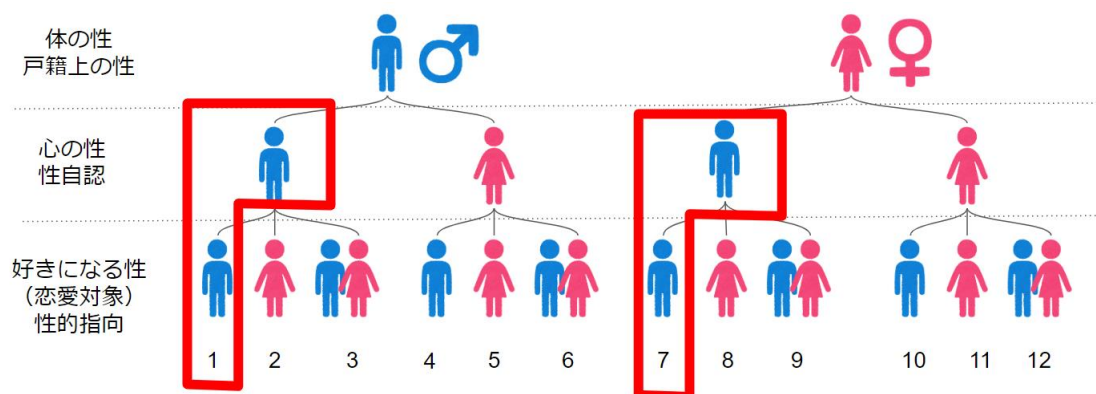 体の性
戸籍上の性
心の性
性自認
好きになる性
（恋愛対象）
性的指向
1 2 3 4 5 6 7 8 9 10 11 12